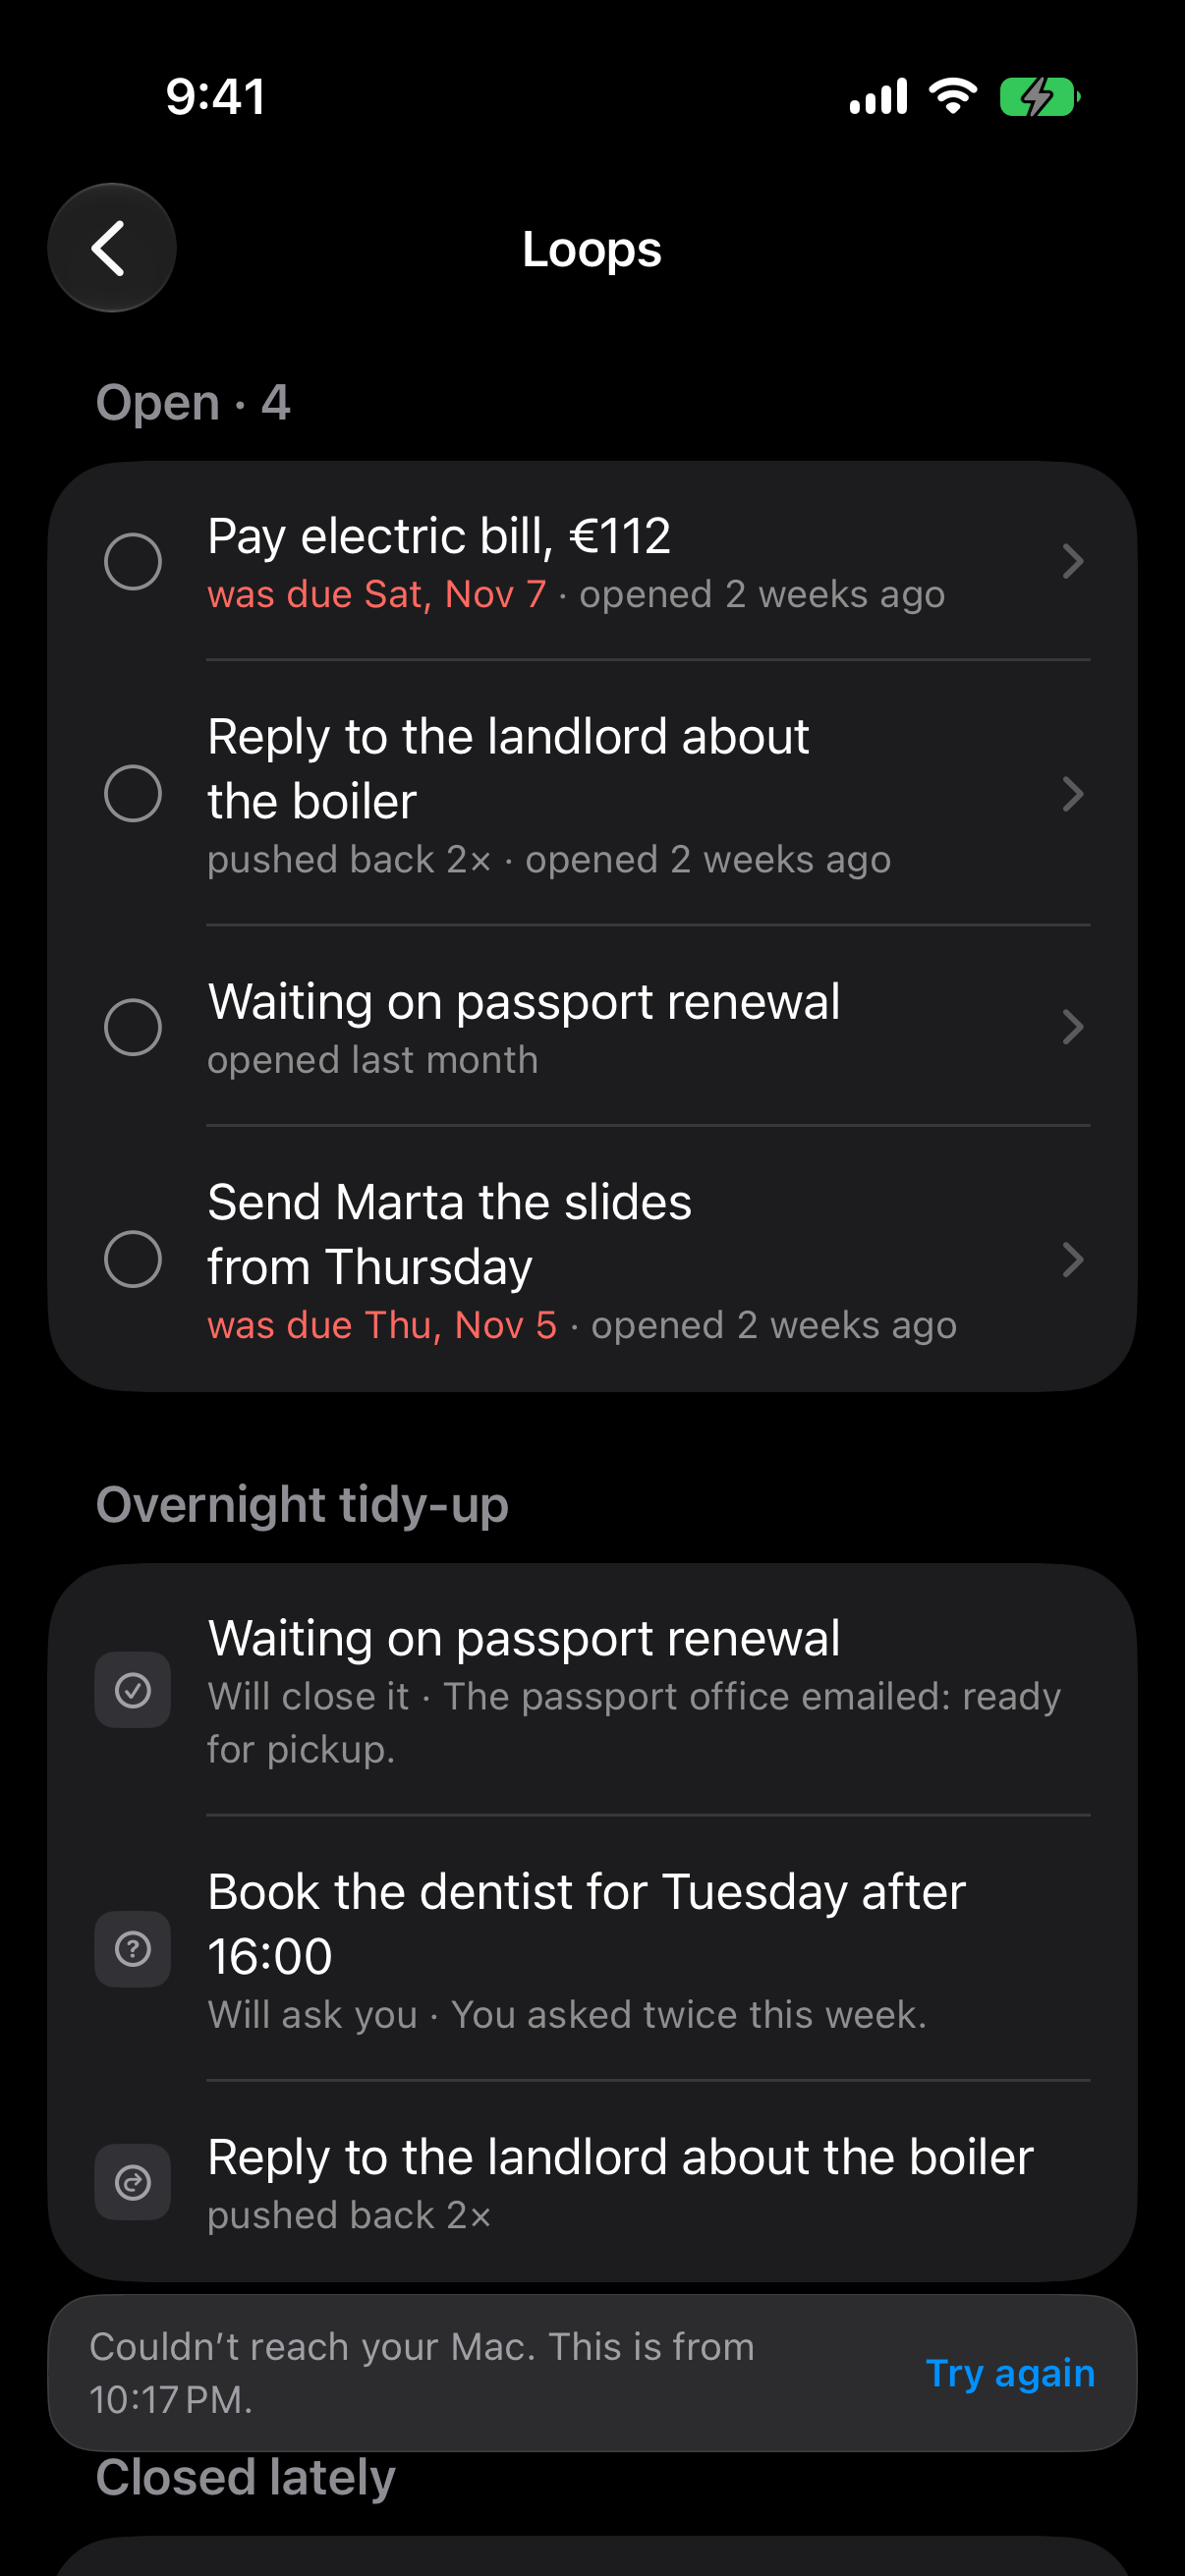 9:41
Loops
Open · 4
Pay electric bill, €112
was due Sat, Nov 7 · opened 2 weeks ago
Reply to the landlord about
the boiler
pushed back 2× · opened 2 weeks ago
Waiting on passport renewal
opened last month
Send Marta the slides
from Thursday
was due Thu, Nov 5 · opened 2 weeks ago
Overnight tidy-up
Waiting on passport renewal
Will close it · The passport office emailed: ready
for pickup.
Book the dentist for Tuesday after
16:00
Will ask you · You asked twice this week.
Reply to the landlord about the boiler
pushed back 2×
Couldn’t reach your Mac. This is from
10:17 PM.
Try again
Closed lately